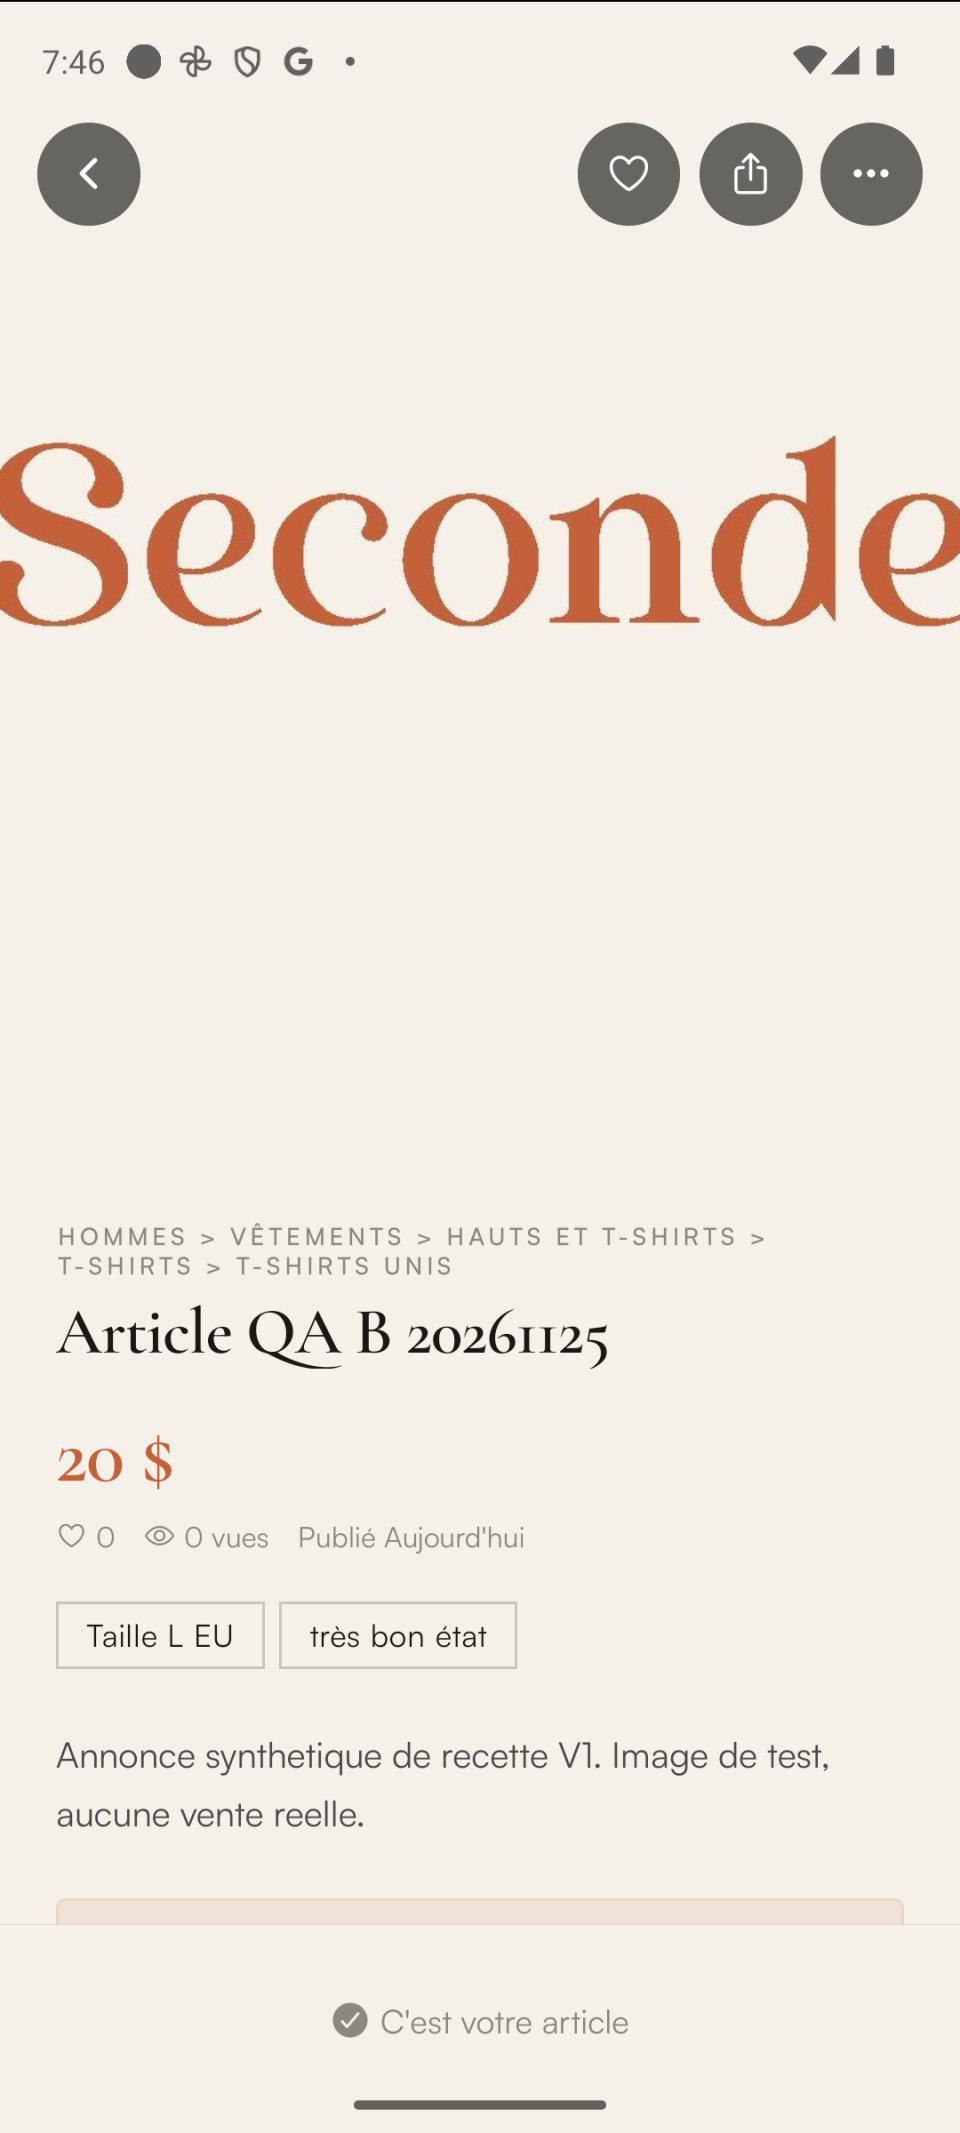 7:46
Seconde
HOMMES > VÊTEMENTS > HAUTS ET T-SHIRTS >
T-SHIRTS > T-SHIRTS UNIS
Article QA B 20261125
20 $
0 0 vues Publié Aujourd'hui
Taille L EU très bon état
Annonce synthetique de recette V1. Image de test,
aucune vente reelle.
C'est votre article